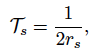 𝒯ₛ = 1/(2rₛ),